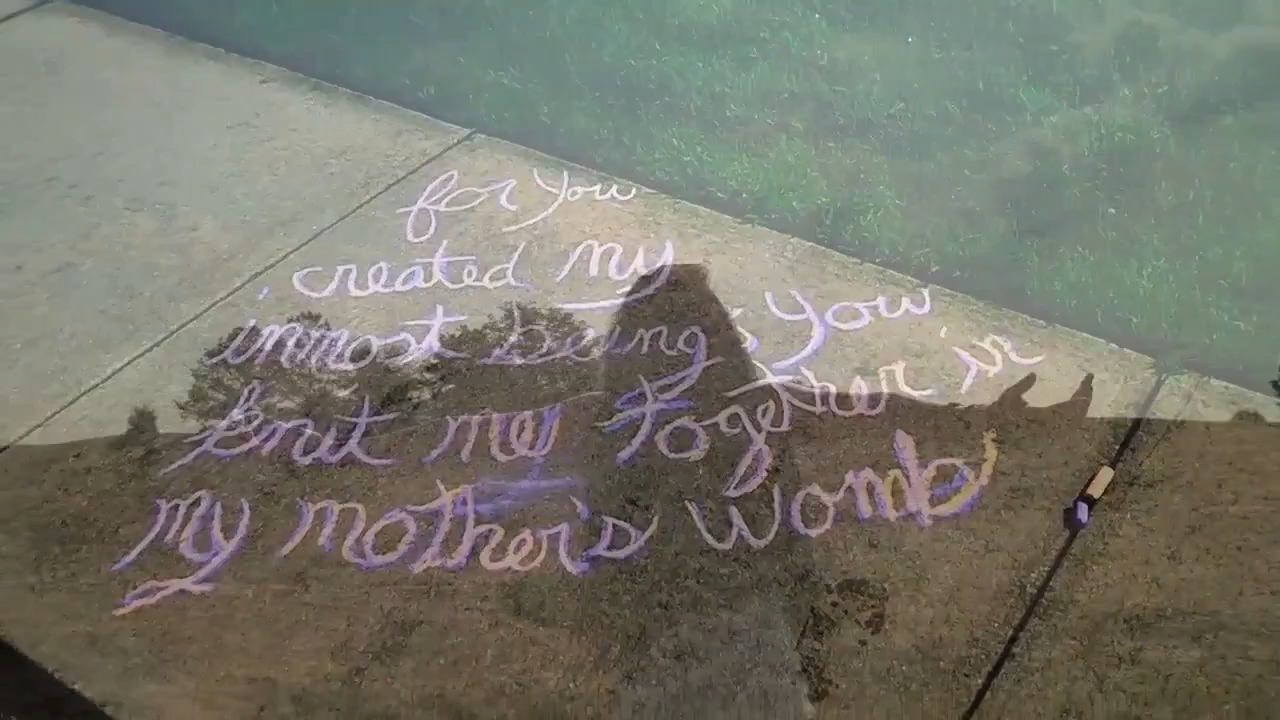 for you
created my
inmost being; you
knit me together in
my mother's womb